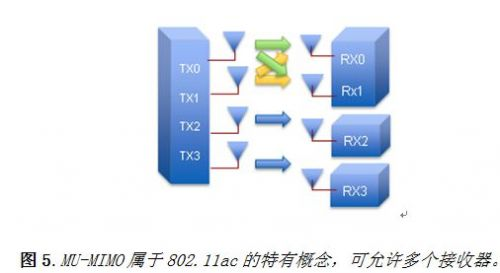 TX0
TX1
TX2
TX3
RX0
Rx1
RX2
RX3
图 5. MU-MIMO 属于 802.11ac 的特有概念，可允许多个接收器。